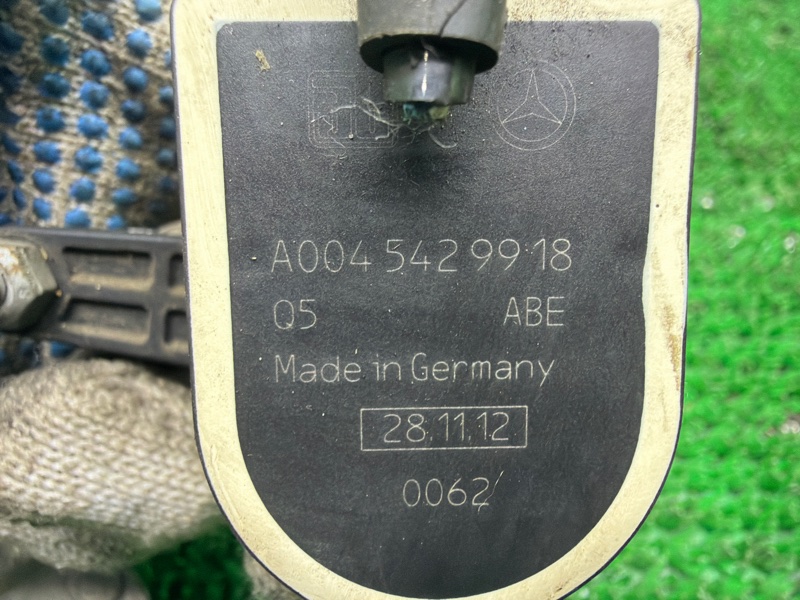 A004 542 99 18
Q5 ABE
Made in Germany
28.11.12
0062